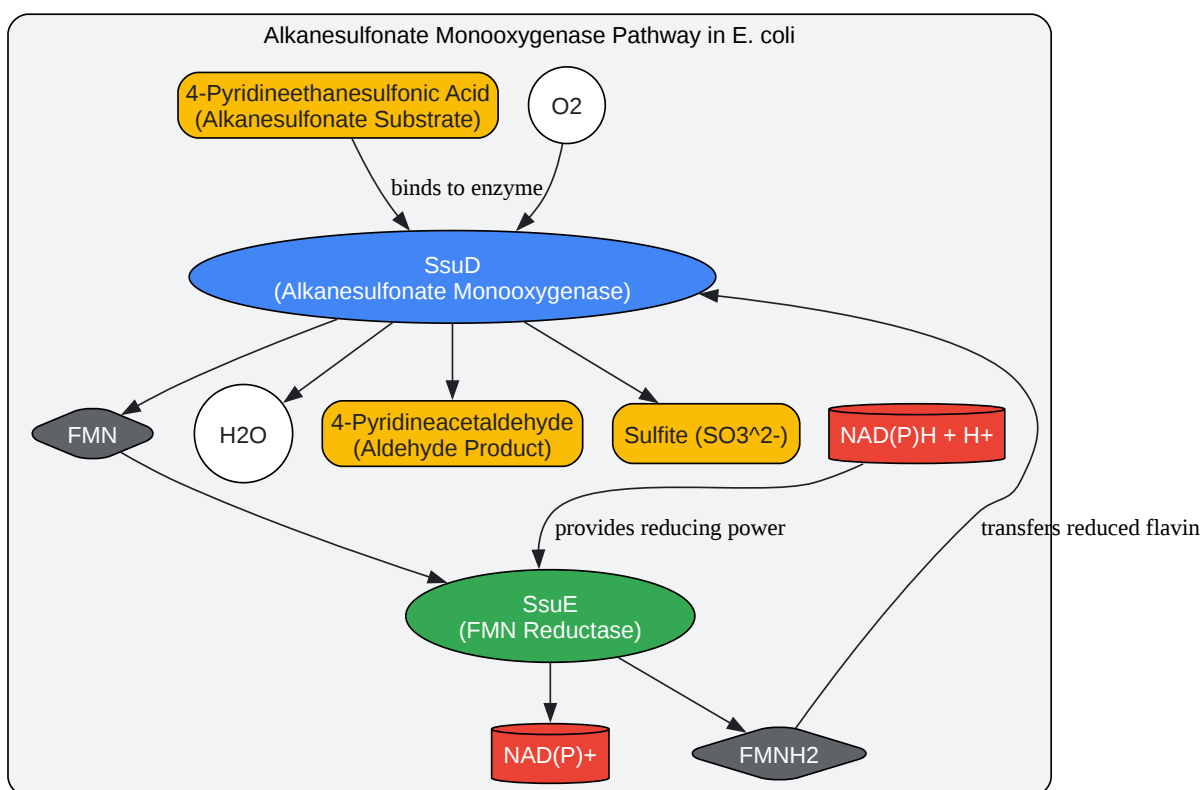 Alkanesulfonate Monooxygenase Pathway in E. coli
4-Pyridineethanesulfonic Acid
(Alkanesulfonate Substrate)
O2
binds to enzyme
SsuD
(Alkanesulfonate Monooxygenase)
FMN
H2O
4-Pyridineacetaldehyde
(Aldehyde Product)
Sulfite (SO3^2-)
NAD(P)H + H+
provides reducing power
transfers reduced flavin
SsuE
(FMN Reductase)
NAD(P)+
FMNH2